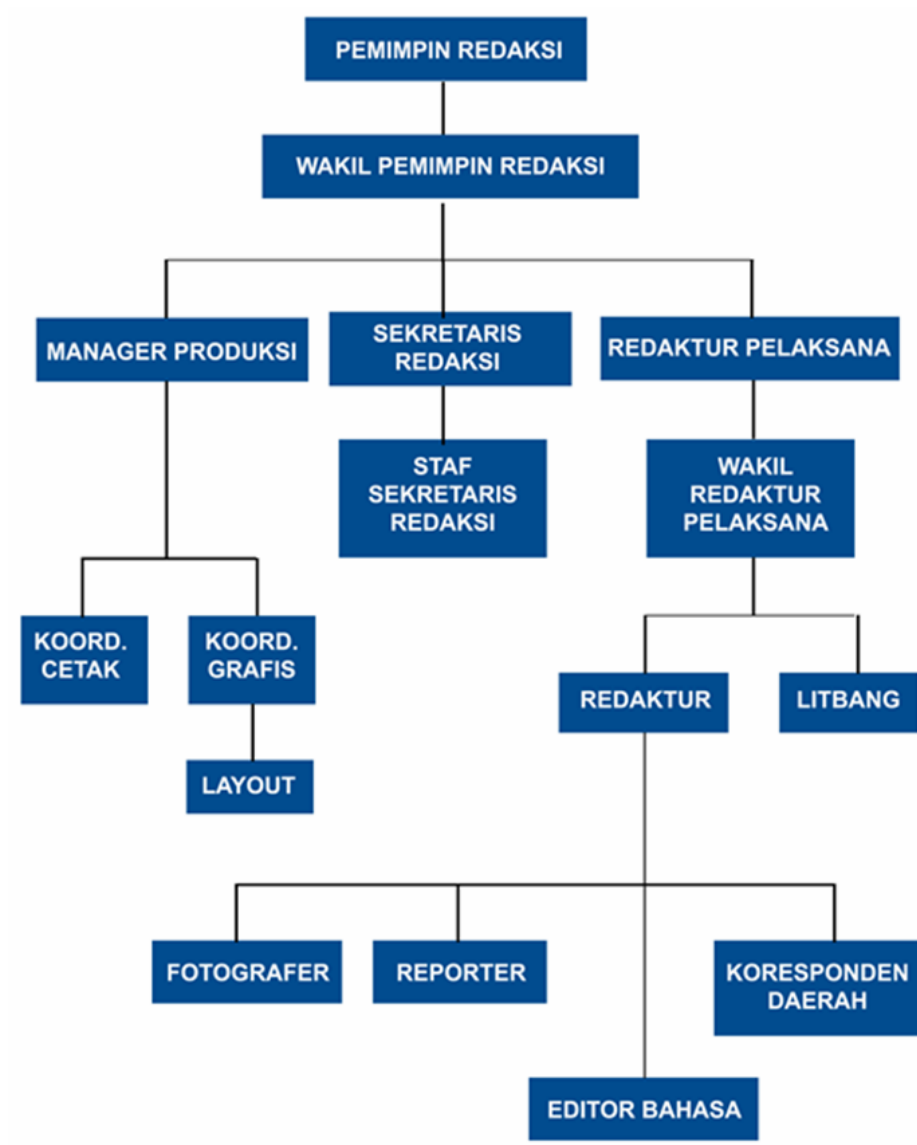 PEMIMPIN REDAKSI
WAKIL PEMIMPIN REDAKSI
MANAGER PRODUKSI
SEKRETARIS
REDAKSI
REDAKTUR PELAKSANA
STAF
SEKRETARIS
REDAKSI
WAKIL
REDAKTUR
PELAKSANA
KOORD.
CETAK
KOORD.
GRAFIS
REDAKTUR
LITBANG
LAYOUT
FOTOGRAFER
REPORTER
KORESPONDEN
DAERAH
EDITOR BAHASA